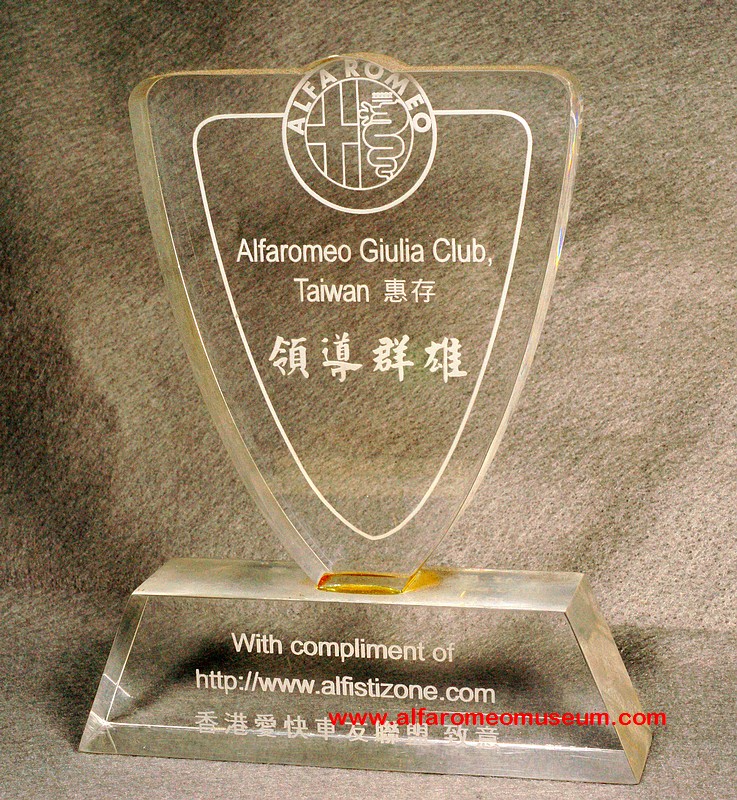 ALFA ROMEO
Alfaromeo Giulia Club,
Taiwan 惠存
領導群雄
With compliment of
http://www.alfistizone.com
香港愛快車友聯盟 致意
www.alfaromeomuseum.com